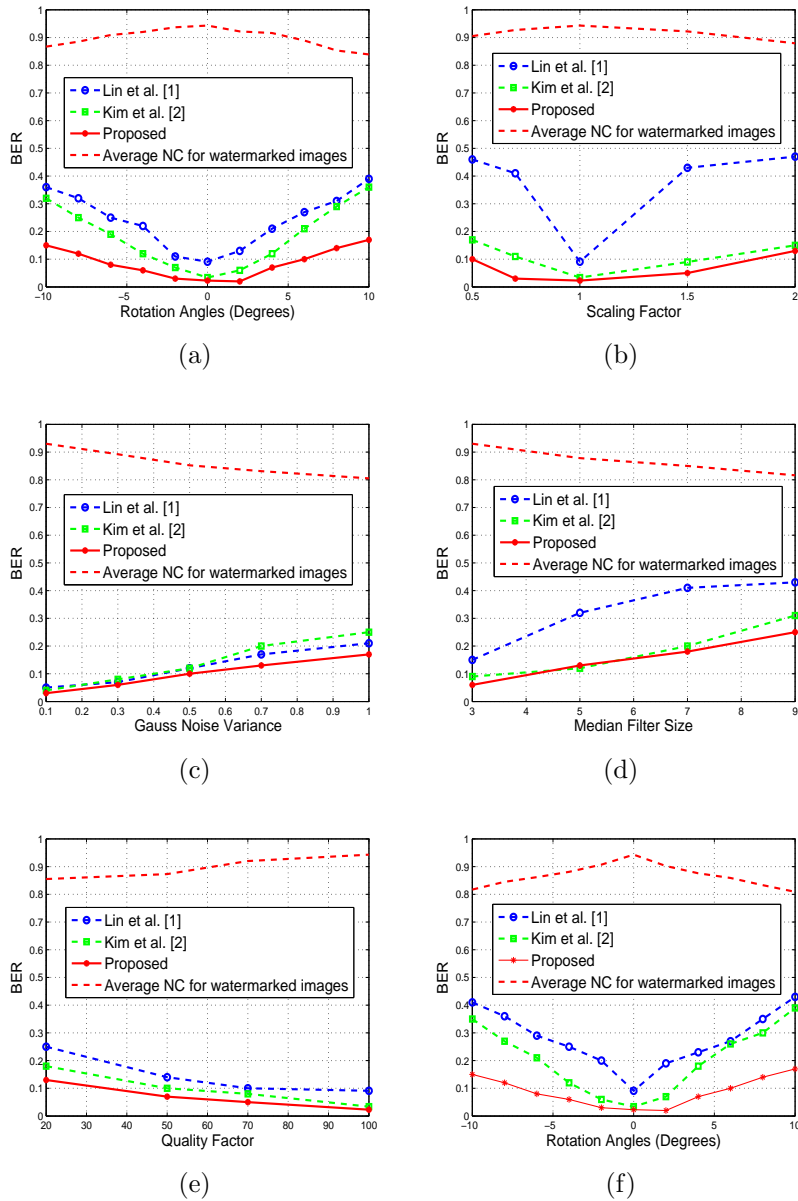 1
0.9
0.8
0.7
0.6
0.5
0.4
0.3
0.2
0.1
0
BER
Lin et al. [1]
Kim et al. [2]
Proposed
Average NC for watermarked images
−10 −5 0 5 10
Rotation Angles (Degrees)
(a)
1
0.9
0.8
0.7
0.6
0.5
0.4
0.3
0.2
0.1
0
BER
Lin et al. [1]
Kim et al. [2]
Proposed
Average NC for watermarked images
0.5 1 1.5 2
Scaling Factor
(b)
1
0.9
0.8
0.7
0.6
0.5
0.4
0.3
0.2
0.1
0
BER
Lin et al. [1]
Kim et al. [2]
Proposed
Average NC for watermarked images
0.1 0.2 0.3 0.4 0.5 0.6 0.7 0.8 0.9 1
Gauss Noise Variance
(c)
1
0.9
0.8
0.7
0.6
0.5
0.4
0.3
0.2
0.1
0
BER
Lin et al. [1]
Kim et al. [2]
Proposed
Average NC for watermarked images
3 4 5 6 7 8 9
Median Filter Size
(d)
1
0.9
0.8
0.7
0.6
0.5
0.4
0.3
0.2
0.1
0
BER
Lin et al. [1]
Kim et al. [2]
Proposed
Average NC for watermarked images
20 30 40 50 60 70 80 90 100
Quality Factor
(e)
1
0.9
0.8
0.7
0.6
0.5
0.4
0.3
0.2
0.1
0
BER
Lin et al. [1]
Kim et al. [2]
Proposed
Average NC for watermarked images
−10 −5 0 5 10
Rotation Angles (Degrees)
(f)